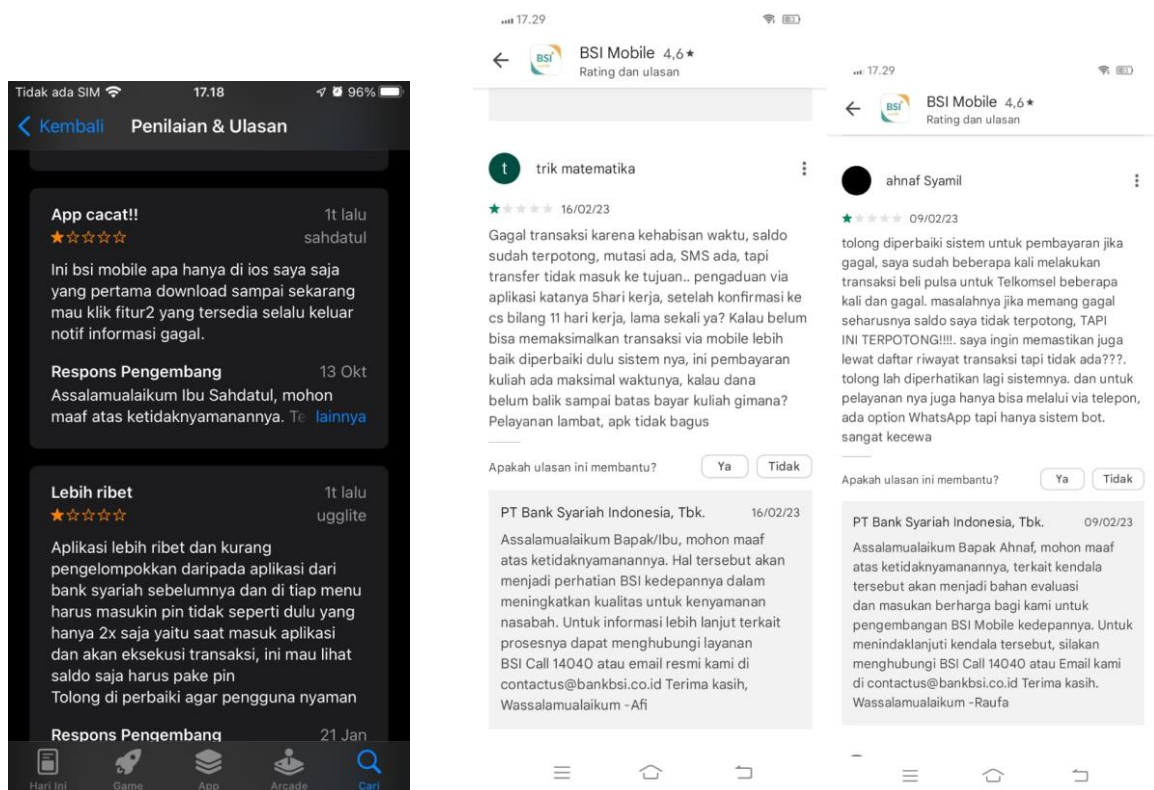 Tidak ada SIM 17.18 96%
Kembali Penilaian & Ulasan
App cacat!! 1t lalu
sahdatul
Ini bsi mobile apa hanya di ios saya saja
yang pertama download sampai sekarang
mau klik fitur2 yang tersedia selalu keluar
notif informasi gagal.
Respons Pengembang 13 Okt
Assalamualaikum Ibu Sahdatul, mohon
maaf atas ketidaknyamanannya. Te lainnya
Lebih ribet 1t lalu
ugglite
Aplikasi lebih ribet dan kurang
pengelompokkan daripada aplikasi dari
bank syariah sebelumnya dan di tiap menu
harus masukin pin tidak seperti dulu yang
hanya 2x saja yaitu saat masuk aplikasi
dan akan eksekusi transaksi, ini mau lihat
saldo saja harus pake pin
Tolong di perbaiki agar pengguna nyaman
Respons Pengembang 21 Jan
Hari Ini Game App Arcade Cari
17.29
BSI
BSI Mobile 4,6★
Rating dan ulasan
t trik matematika
16/02/23
Gagal transaksi karena kehabisan waktu, saldo
sudah terpotong, mutasi ada, SMS ada, tapi
transfer tidak masuk ke tujuan.. pengaduan via
aplikasi katanya 5hari kerja, setelah konfirmasi ke
cs bilang 11 hari kerja, lama sekali ya? Kalau belum
bisa memaksimalkan transaksi via mobile lebih
baik diperbaiki dulu sistem nya, ini pembayaran
kuliah ada maksimal waktunya, kalau dana
belum balik sampai batas bayar kuliah gimana?
Pelayanan lambat, apk tidak bagus
Apakah ulasan ini membantu? Ya Tidak
PT Bank Syariah Indonesia, Tbk. 16/02/23
Assalamualaikum Bapak/Ibu, mohon maaf
atas ketidaknyamanannya. Hal tersebut akan
menjadi perhatian BSI kedepannya dalam
meningkatkan kualitas untuk kenyamanan
nasabah. Untuk informasi lebih lanjut terkait
prosesnya dapat menghubungi layanan
BSI Call 14040 atau email resmi kami di
contactus@bankbsi.co.id Terima kasih,
Wassalamualaikum -Afi
17.29
BSI
BSI Mobile 4,6★
Rating dan ulasan
ahnaf Syamil
09/02/23
tolong diperbaiki sistem untuk pembayaran jika
gagal, saya sudah beberapa kali melakukan
transaksi beli pulsa untuk Telkomsel beberapa
kali dan gagal. masalahnya jika memang gagal
seharusnya saldo saya tidak terpotong, TAPI
INI TERPOTONG!!!!. saya ingin memastikan juga
lewat daftar riwayat transaksi tapi tidak ada???.
tolong lah diperhatikan lagi sistemnya. dan untuk
pelayanan nya juga hanya bisa melalui via telepon,
ada option WhatsApp tapi hanya sistem bot.
sangat kecewa
Apakah ulasan ini membantu? Ya Tidak
PT Bank Syariah Indonesia, Tbk. 09/02/23
Assalamualaikum Bapak Ahnaf, mohon maaf
atas ketidaknyamanannya, terkait kendala
tersebut akan menjadi bahan evaluasi
dan masukan berharga bagi kami untuk
pengembangan BSI Mobile kedepannya. Untuk
menindaklanjuti kendala tersebut, silakan
menghubungi BSI Call 14040 atau Email kami
di contactus@bankbsi.co.id Terima kasih.
Wassalamualaikum -Raufa